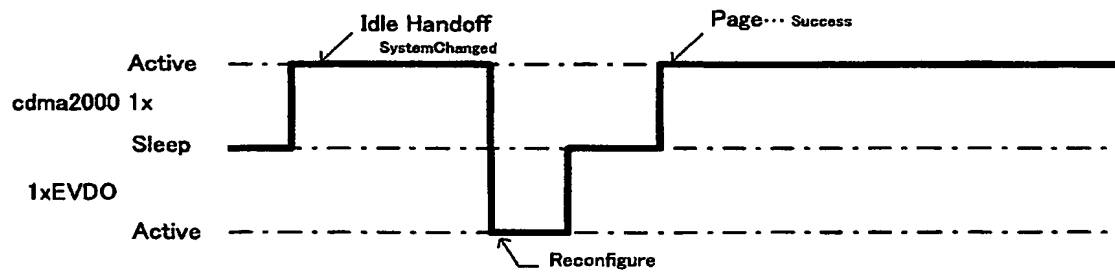 Idle Handoff
SystemChanged
Page… Success
Active
cdma2000 1x
Sleep
1xEVDO
Active
Reconfigure